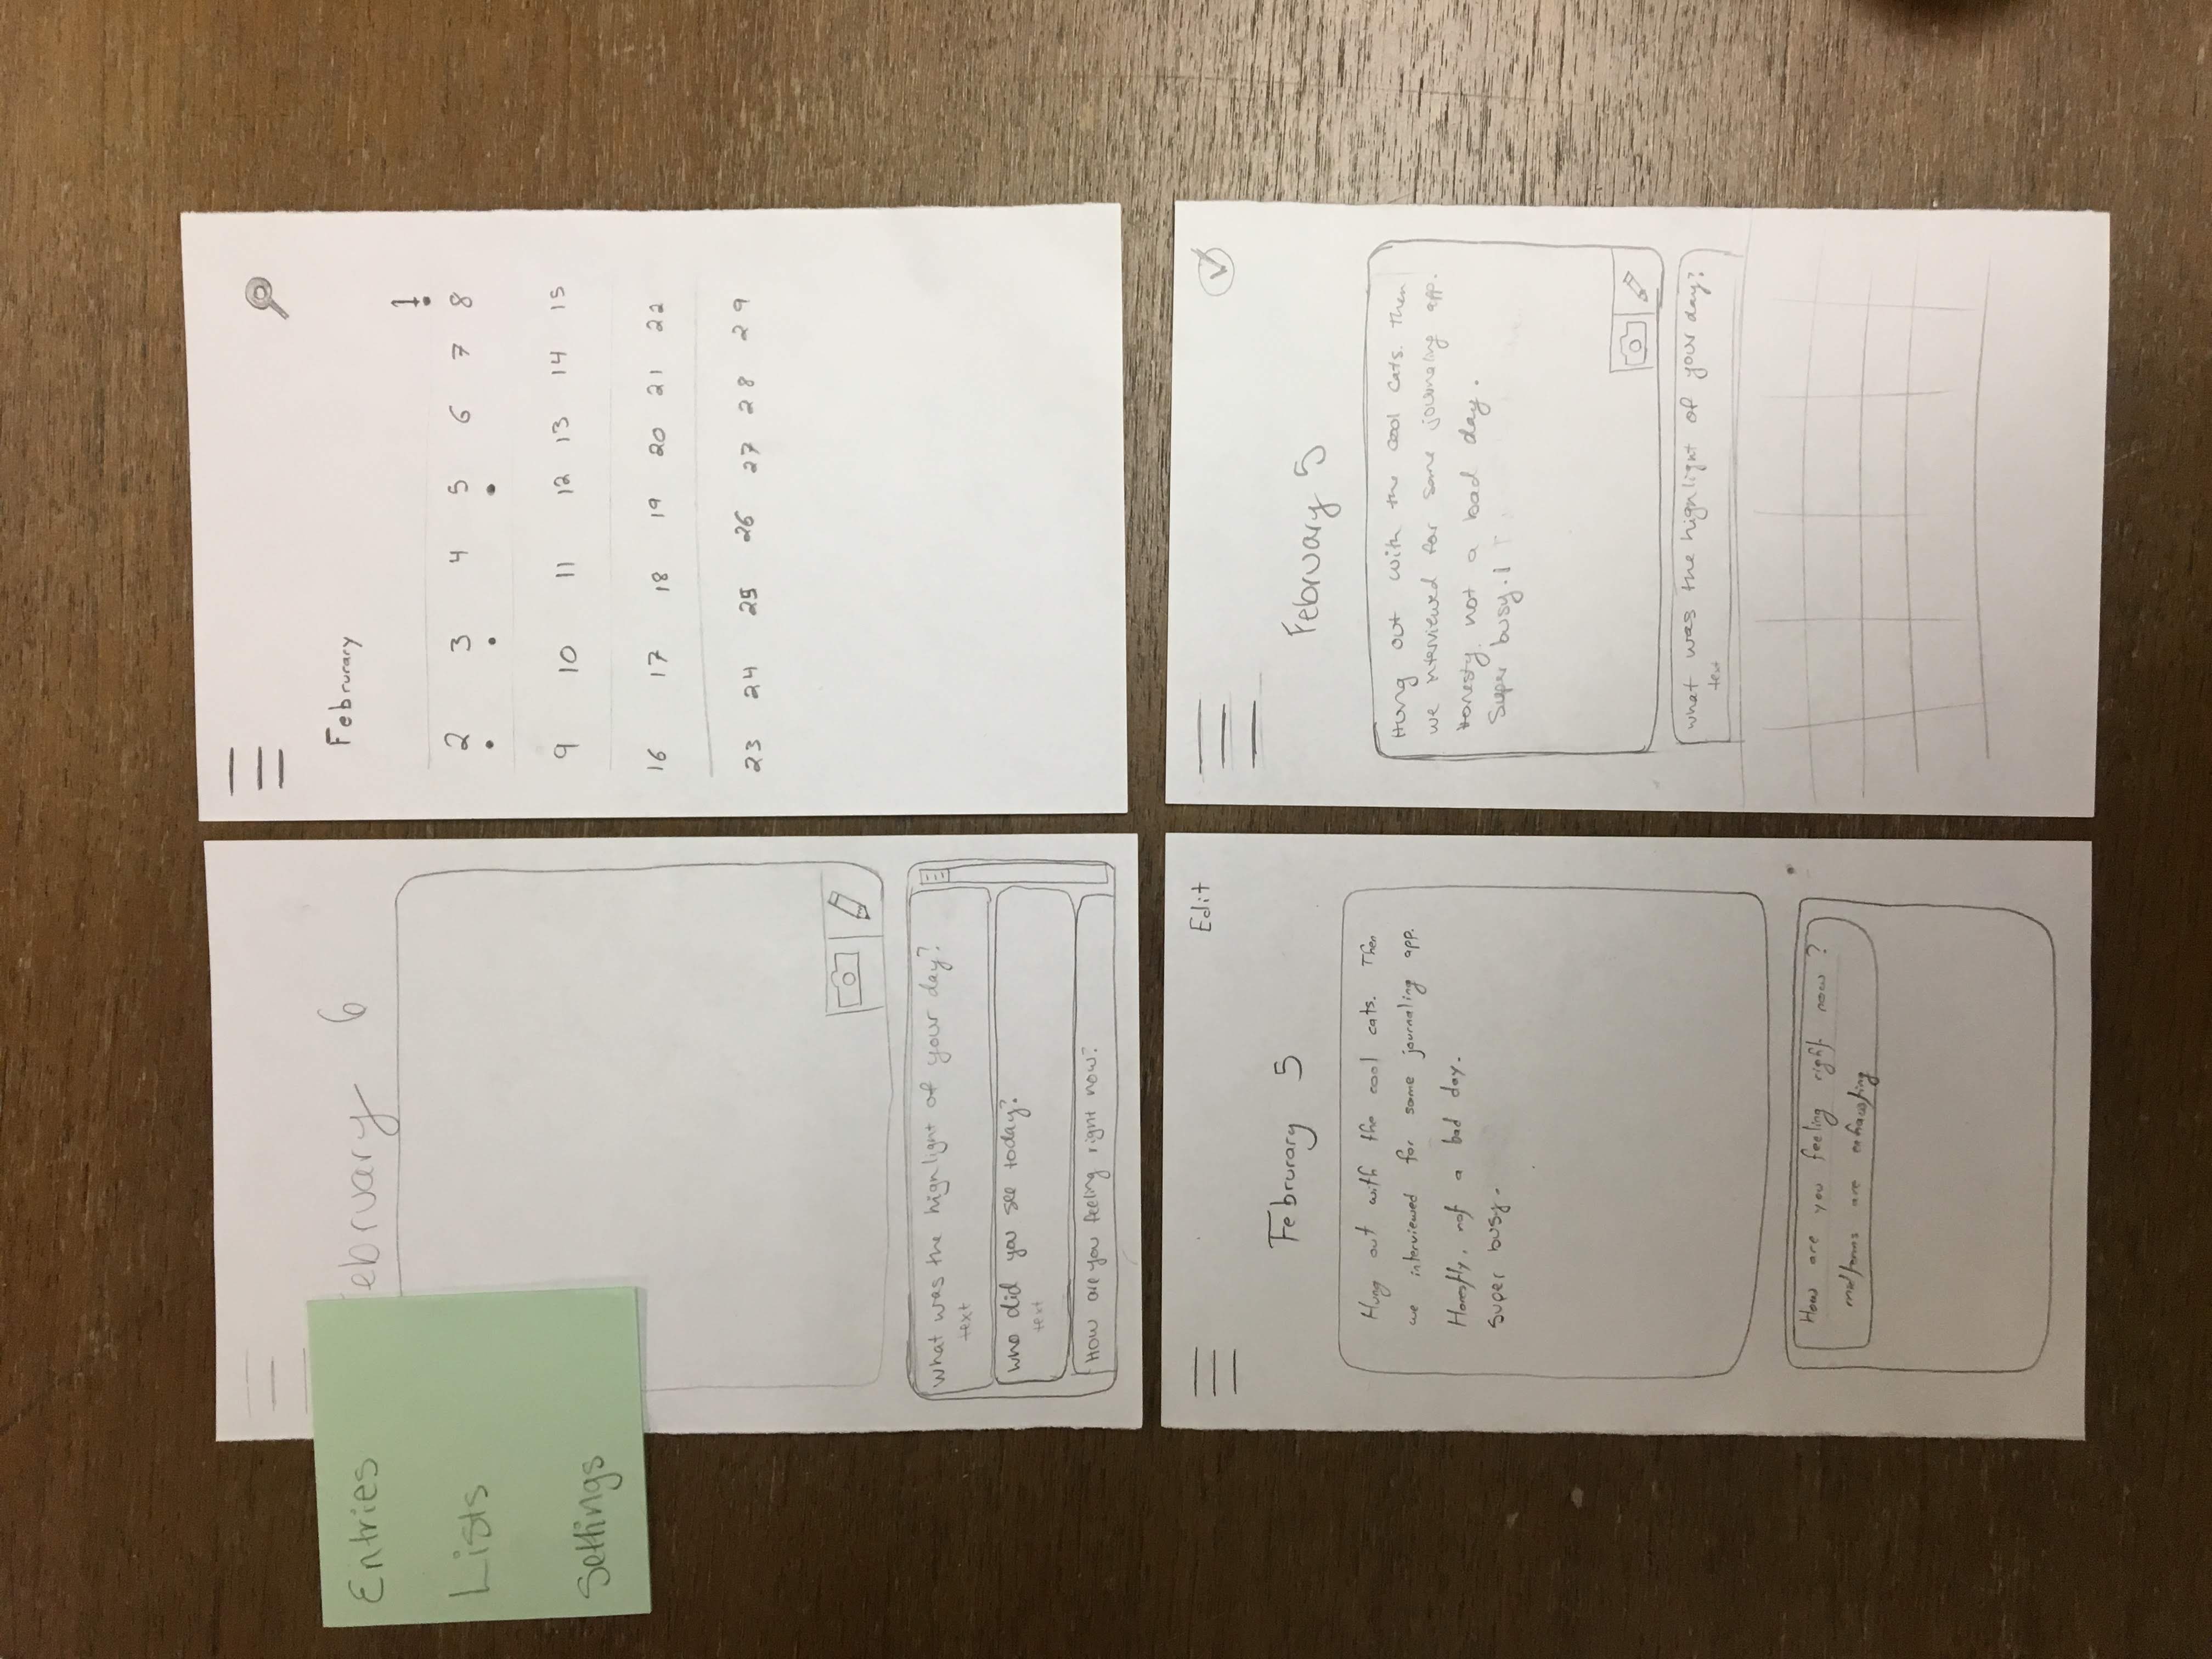 Entries
Lists
Settings
ebruary 6
what was the highlight of your day?
text
who did you see today?
text
How are you feeling right now?
Februrary
1
2 3 4 5 6 7 8
9 10 11 12 13 14 15
16 17 18 19 20 21 22
23 24 25 26 27 28 29
Edit
Februrary 5
Hung out with the cool cats. Then
we interviewed for some journaling app.
Honestly, not a bad day.
Super busy.
How are you feeling right now?
midterms are exhausting
February 5
Hung out with the cool cats. Then
we interviewed for some journaling app.
Honesty, not a bad day.
Super busy.
what was the highlight of your day?
text